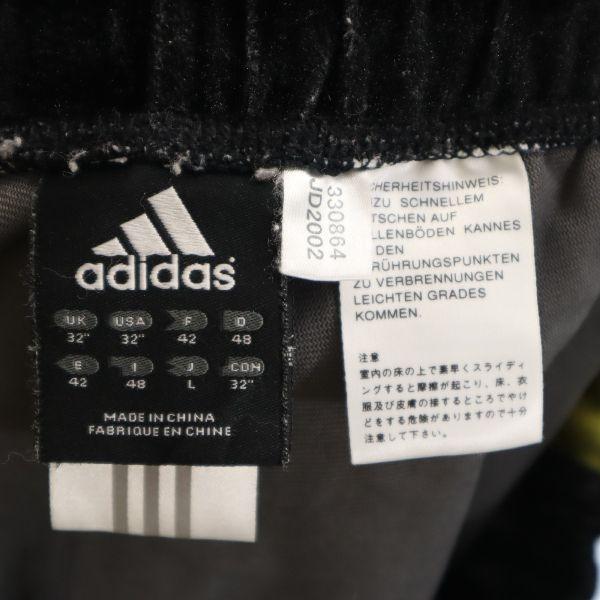 adidas
UK USA F D
32" 32" 42 48
E I J CDN
42 48 L 32"
MADE IN CHINA
FABRIQUE EN CHINE
330864
JD2002
CHERHEITSHINWEIS:
ZU SCHNELLEM
TSCHEN AUF
LLENBÖDEN KANNES
DEN
RÜHRUNGSPUNKTEN
ZU VERBRENNUNGEN
LEICHTEN GRADES
KOMMEN.
注意
室内の床の上で素早くスライディ
ングすると摩擦が起こり、床、衣
服及び皮膚の接するところでやけ
どをする危険がありますので十分
注意して下さい。